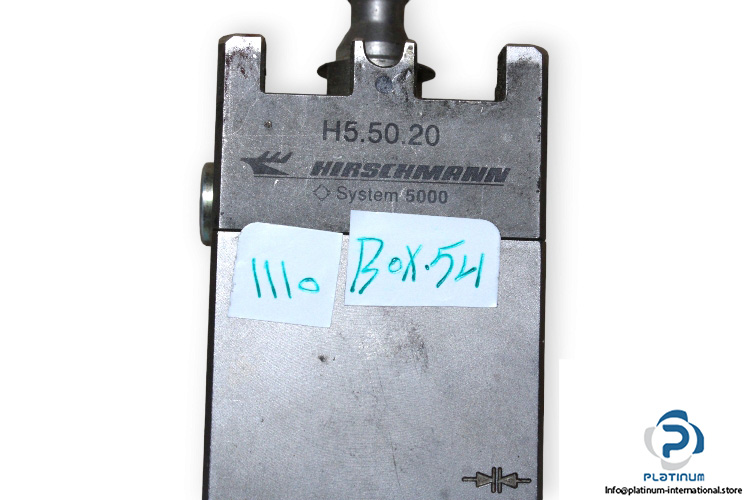 H5.50.20
HIRSCHMANN
System 5000
1110
BOX.54
PLATINUM
Info@platinum-international.store